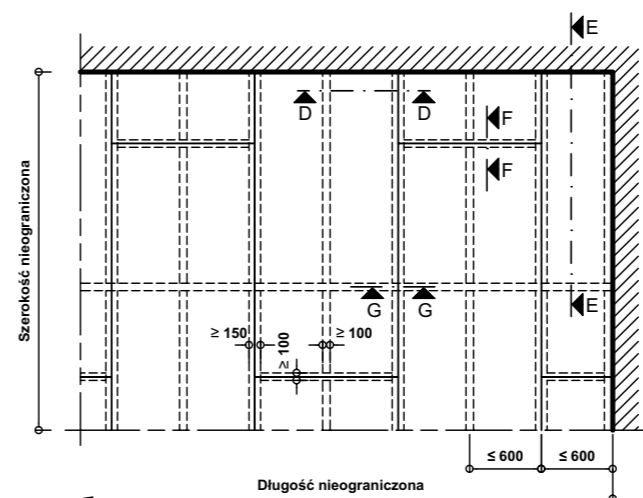 E
D D
F
F
Szerokość nieograniczona
G G
E
≥ 150
≥ 100
≥ 100
≤ 600 ≤ 600
Długość nieograniczona